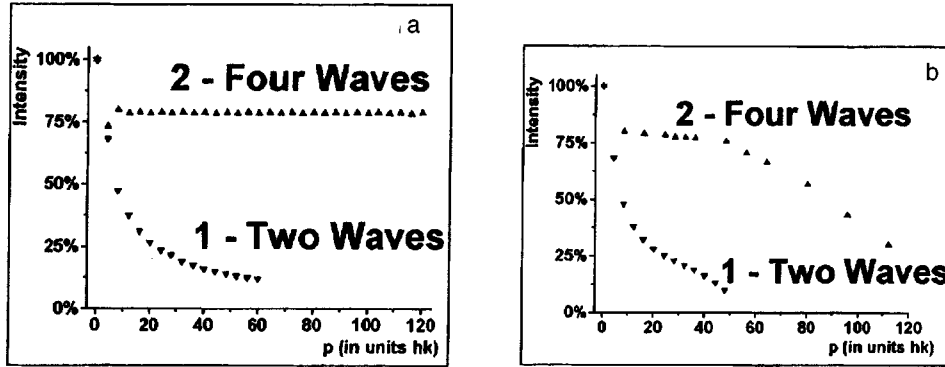 a
Intensity
100%
75%
50%
25%
0%
2 - Four Waves
1 - Two Waves
0 20 40 60 80 100 120
p (in units hk)
b
Intensity
100%
75%
50%
25%
0%
2 - Four Waves
1 - Two Waves
0 20 40 60 80 100 120
p (in units hk)